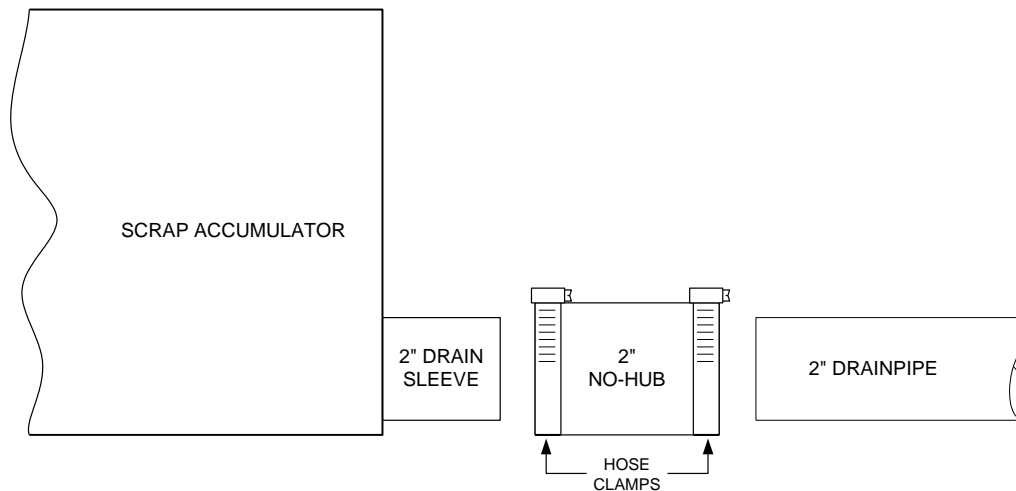 SCRAP ACCUMULATOR
2" DRAIN
SLEEVE
2"
NO-HUB
2" DRAINPIPE
HOSE
CLAMPS